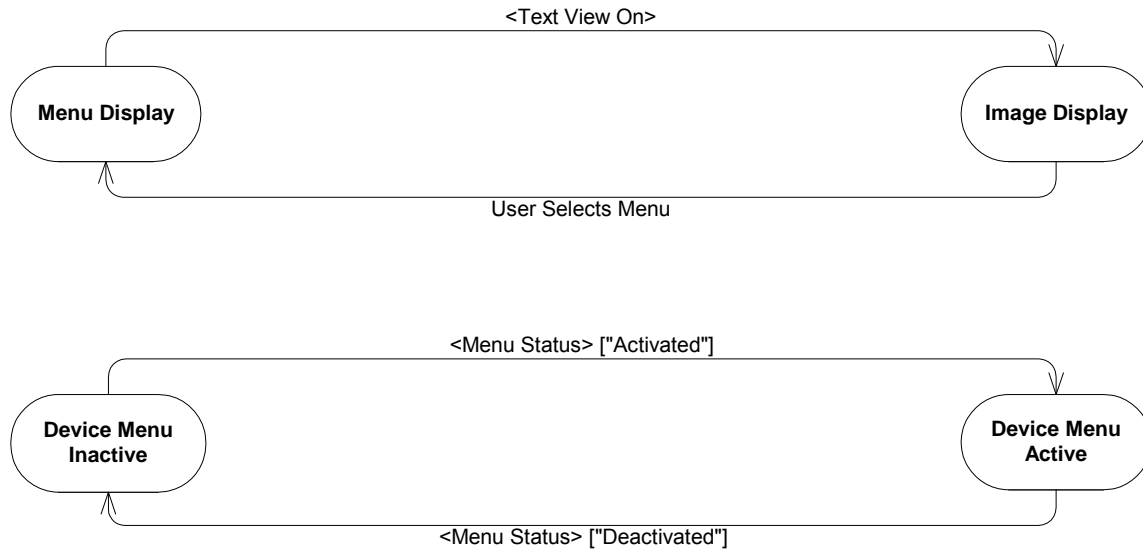 <Text View On>
Menu Display
Image Display
User Selects Menu
<Menu Status> ["Activated"]
Device Menu
Inactive
Device Menu
Active
<Menu Status> ["Deactivated"]